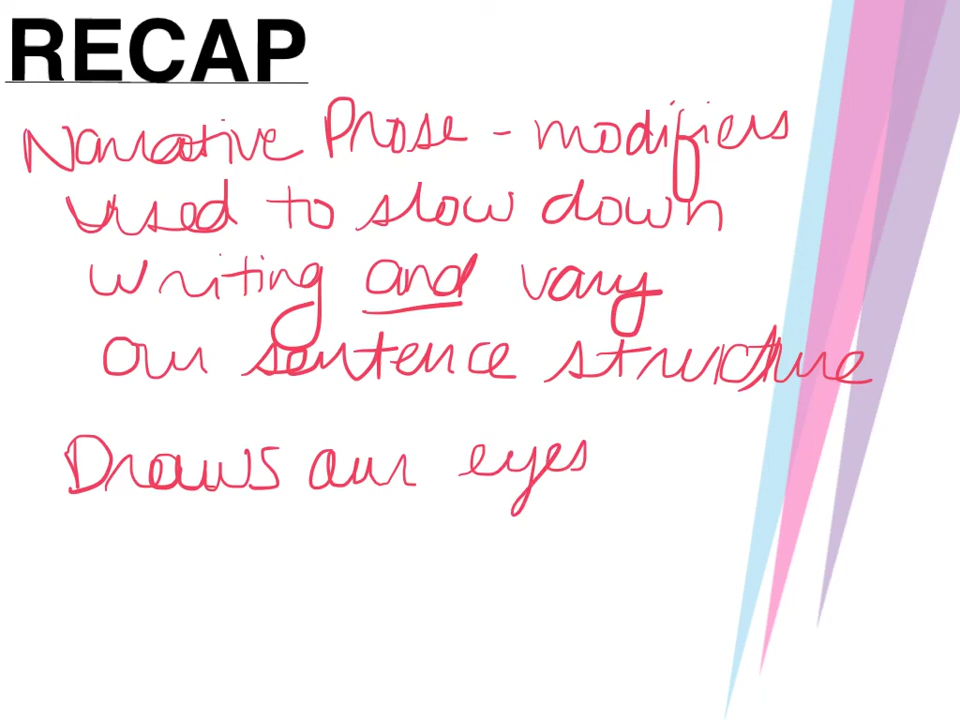 RECAP
Narrative Prose - modifiers
used to slow down
writing and vary
our sentence structure
Draws our eyes